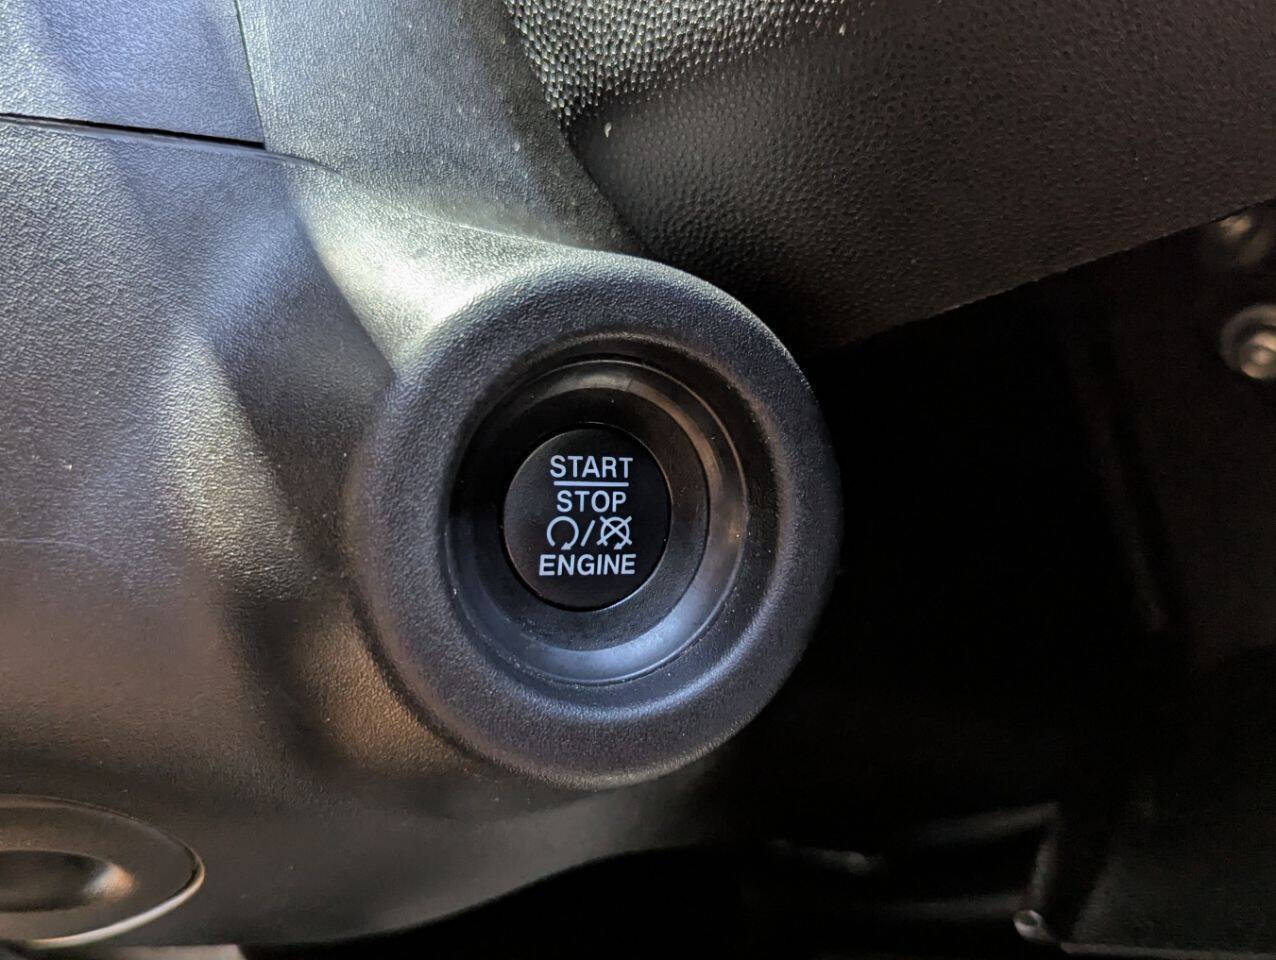 START
STOP
/
ENGINE